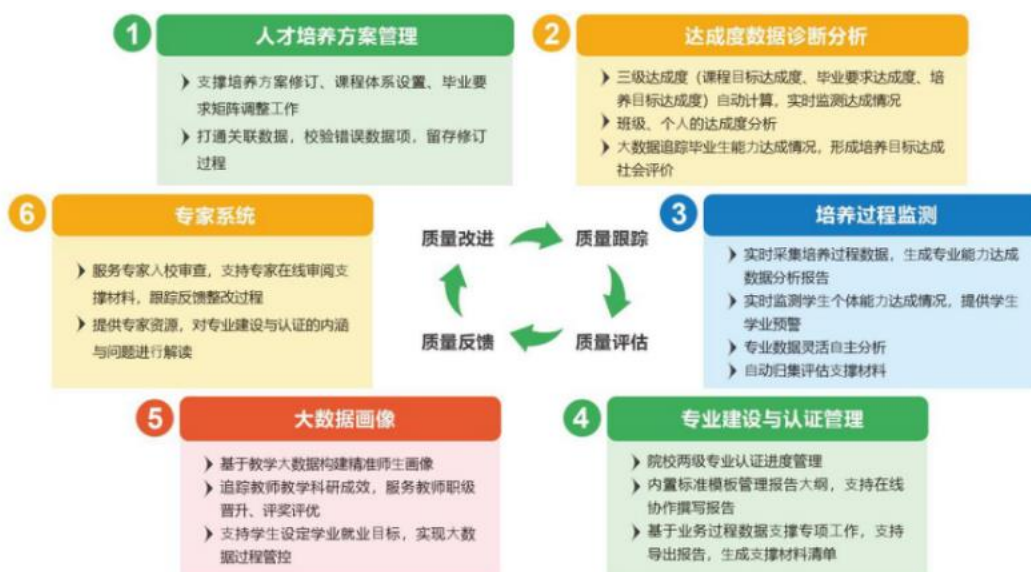 1 人才培养方案管理
支撑培养方案修订、课程体系设置、毕业要
求矩阵调整工作
打通关联数据，校验错误数据项，留存修订
过程
2 达成度数据诊断分析
三级达成度（课程目标达成度、毕业要求达成度、培
养目标达成度）自动计算，实时监测达成情况
班级、个人的达成度分析
大数据追踪毕业生能力达成情况，形成培养目标达成
社会评价
6 专家系统
服务专家入校审查，支持专家在线审阅支
撑材料，跟踪反馈整改过程
提供专家资源，对专业建设与认证的内涵
与问题进行解读
质量改进
质量跟踪
质量反馈
质量评估
3 培养过程监测
实时采集培养过程数据，生成专业能力达成
数据分析报告
实时监测学生个体能力达成情况，提供学生
学业预警
专业数据灵活自主分析
自动归集评估支撑材料
5 大数据画像
基于教学大数据构建精准师生画像
追踪教师教学科研成效，服务教师职级
晋升、评奖评优
支持学生设定学业就业目标，实现大数
据过程管控
4 专业建设与认证管理
院校两级专业认证进度管理
内置标准模板管理报告大纲，支持在线
协作撰写报告
基于业务过程数据支撑专项工作，支持
导出报告，生成支撑材料清单